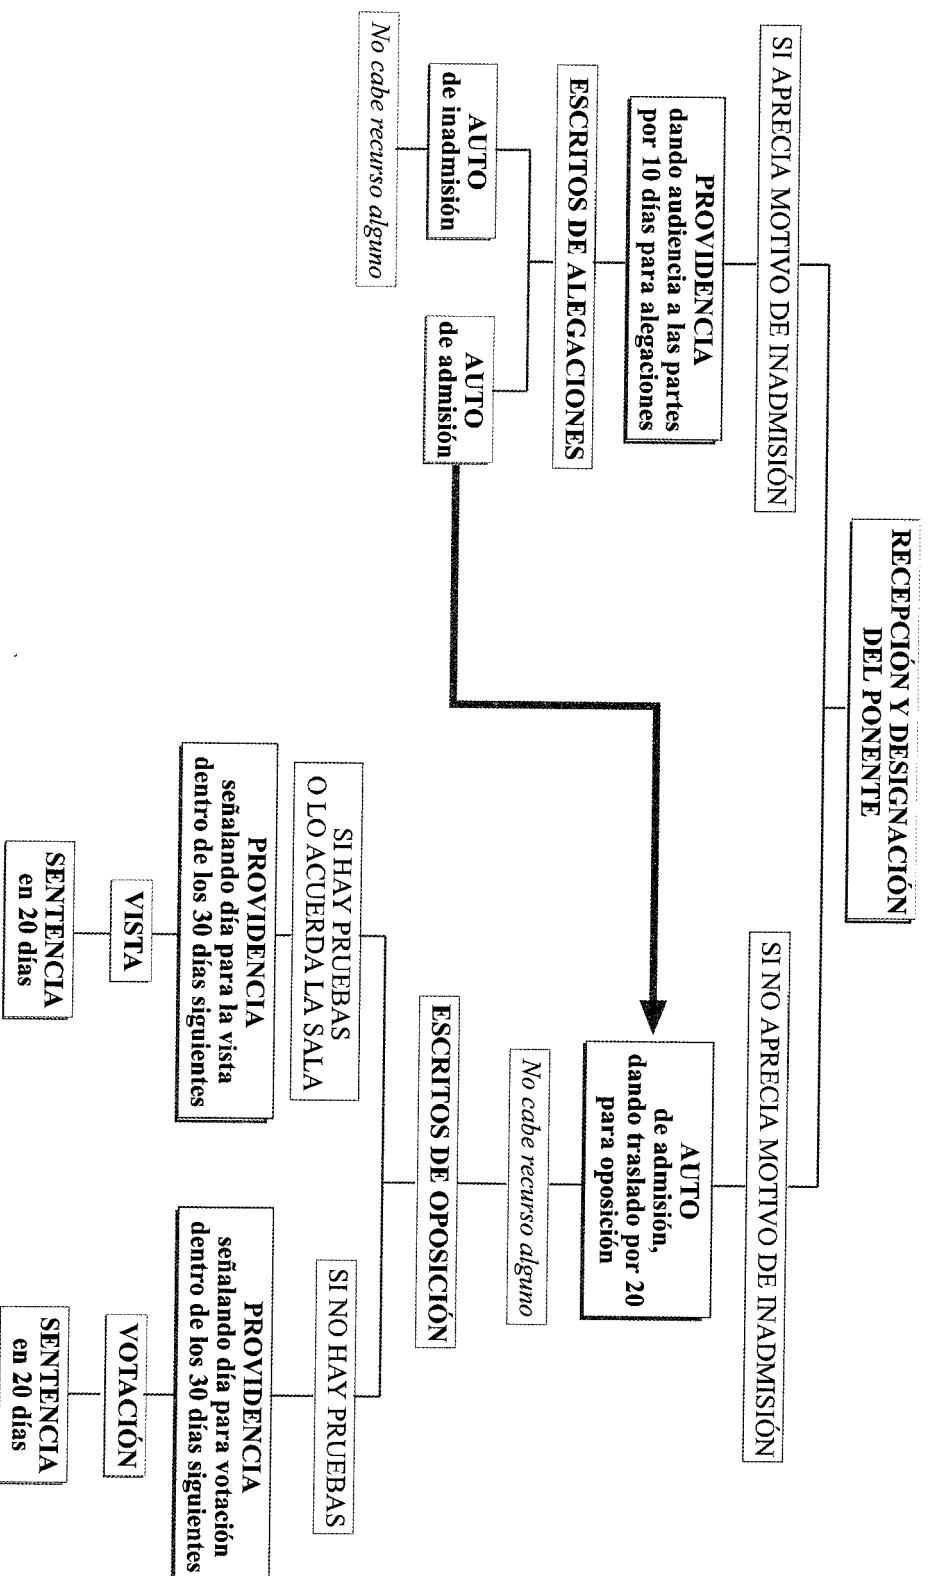 RECEPCIÓN Y DESIGNACIÓN
DEL PONENTE
SI APRECIA MOTIVO DE INADMISIÓN
PROVIDENCIA
dando audiencia a las partes
por 10 días para alegaciones
ESCRITOS DE ALEGACIONES
AUTO
de inadmisión
No cabe recurso alguno
AUTO
de admisión
SI NO APRECIA MOTIVO DE INADMISIÓN
AUTO
de admisión,
dando traslado por 20
para oposición
No cabe recurso alguno
ESCRITOS DE OPOSICIÓN
SI HAY PRUEBAS
O LO ACUERDA LA SALA
PROVIDENCIA
señalando día para la vista
dentro de los 30 días siguientes
VISTA
SENTENCIA
en 20 días
SI NO HAY PRUEBAS
PROVIDENCIA
señalando día para votación
dentro de los 30 días siguientes
VOTACIÓN
SENTENCIA
en 20 días